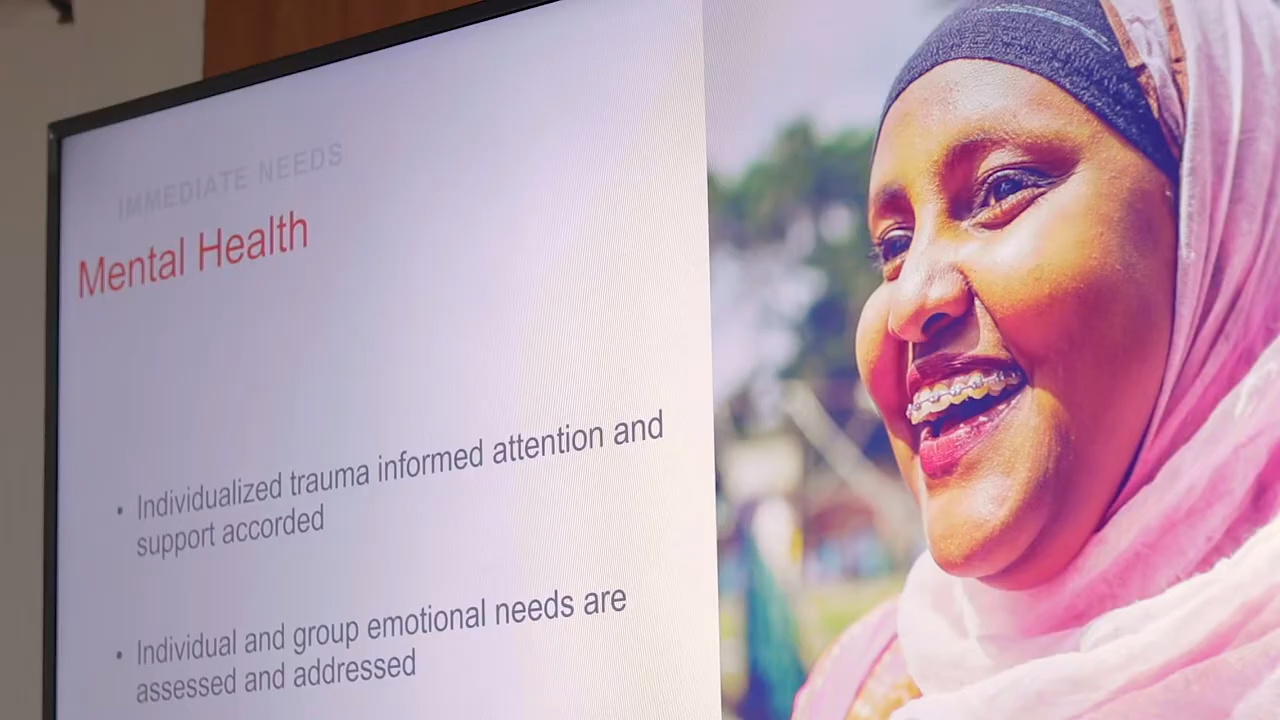 IMMEDIATE NEEDS
Mental Health
• Individualized trauma informed attention and
support accorded
• Individual and group emotional needs are
assessed and addressed